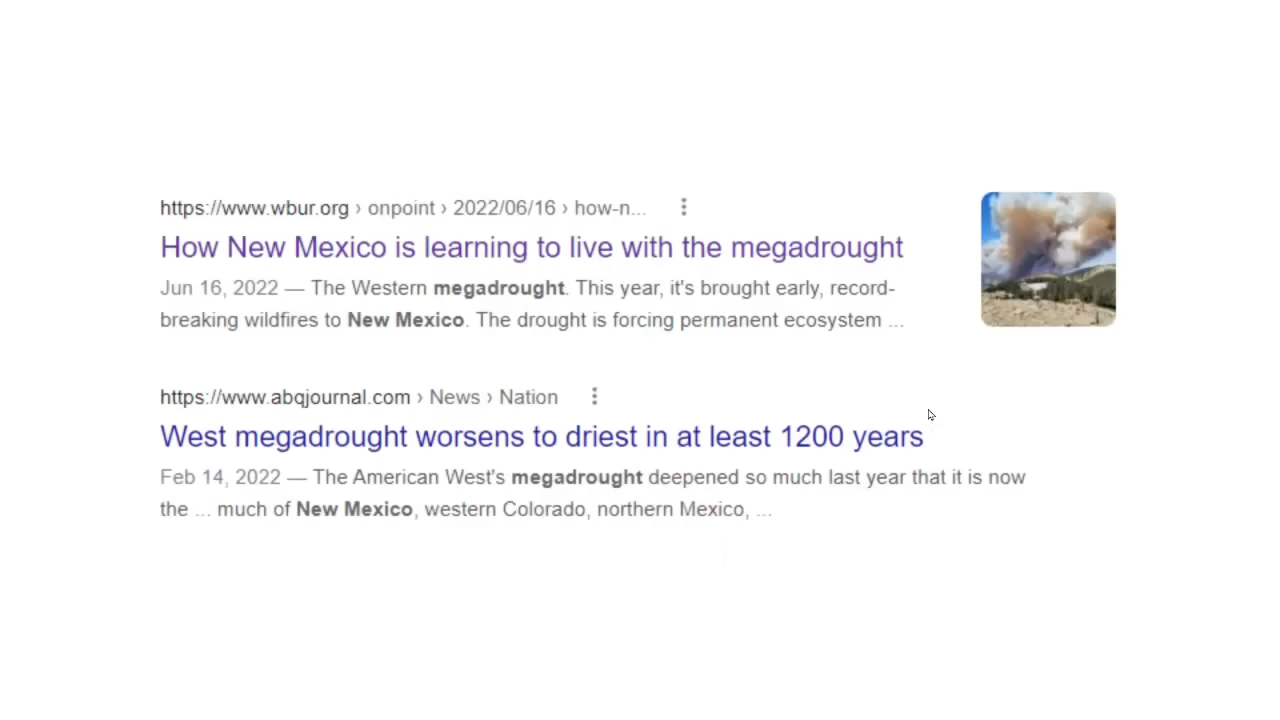 https://www.wbur.org › onpoint › 2022/06/16 › how-n...
How New Mexico is learning to live with the megadrought
Jun 16, 2022 — The Western megadrought. This year, it's brought early, record-
breaking wildfires to New Mexico. The drought is forcing permanent ecosystem ...
https://www.abqjournal.com › News › Nation
West megadrought worsens to driest in at least 1200 years
Feb 14, 2022 — The American West's megadrought deepened so much last year that it is now
the ... much of New Mexico, western Colorado, northern Mexico, ...